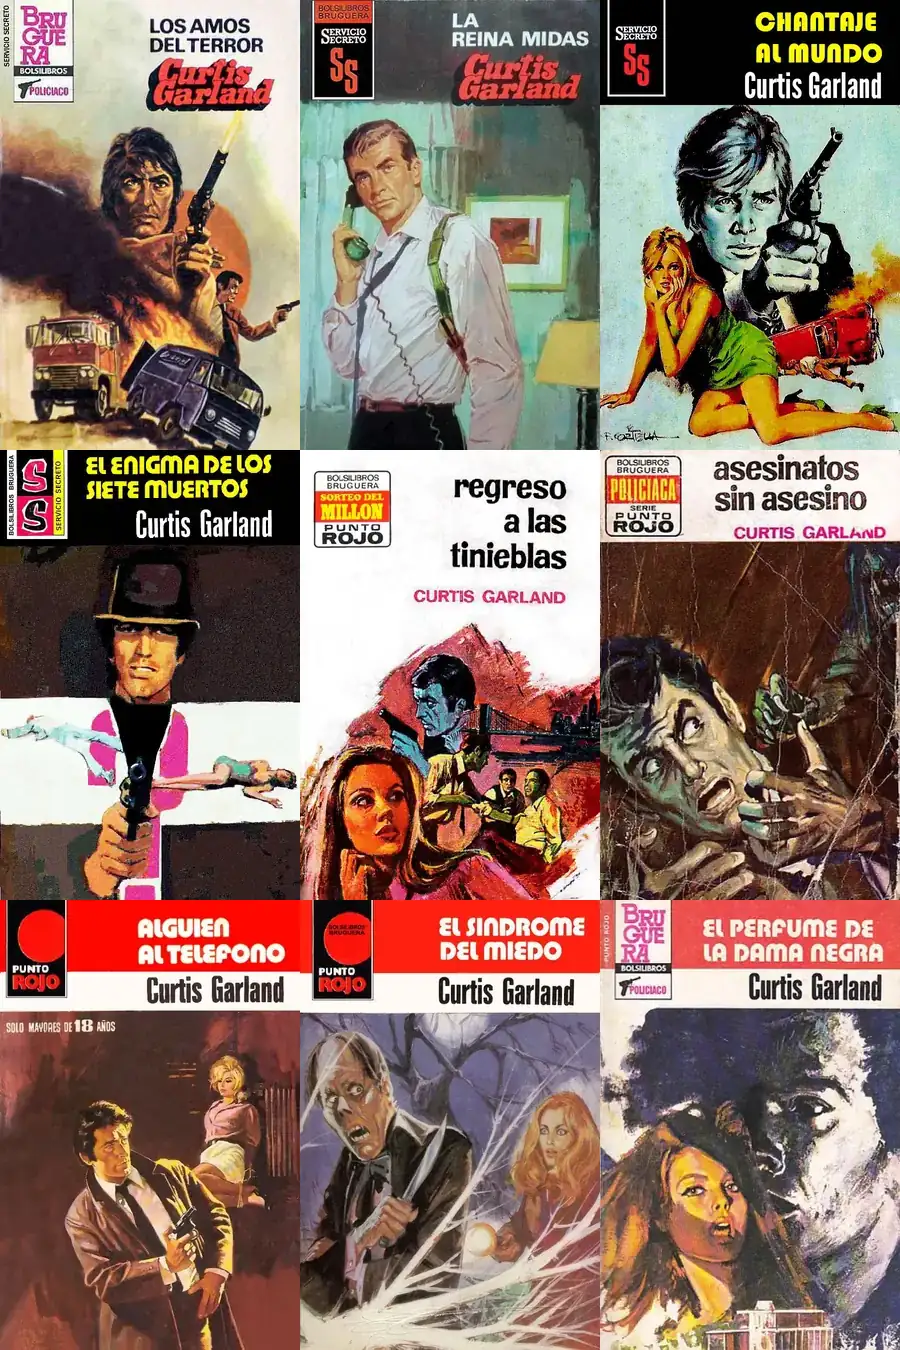 SERVICIO SECRETO
BRU
GUE
RA
BOLSILIBROS
POLICIACO
LOS AMOS
DEL TERROR
Curtis
Garland
BOLSILIBROS
BRUGUERA
SERVICIO
SECRETO
SS
LA
REINA MIDAS
Curtis
Garland
SERVICIO
SECRETO
SS
CHANTAJE
AL MUNDO
Curtis Garland
BOLSILIBROS BRUGUERA
SS
SERVICIO SECRETO
EL ENIGMA DE LOS
SIETE MUERTOS
Curtis Garland
BOLSILIBROS
BRUGUERA
SORTEO DEL
MILLON
PUNTO
ROJO
regreso
a las
tinieblas
CURTIS GARLAND
BOLSILIBROS
BRUGUERA
POLICIACA
SERIE
PUNTO
ROJO
asesinatos
sin asesino
CURTIS GARLAND
PUNTO
ROJO
ALGUIEN
AL TELEFONO
Curtis Garland
SOLO MAYORES DE 18 AÑOS
BOLSILIBROS
BRUGUERA
PUNTO
ROJO
EL SINDROME
DEL MIEDO
Curtis Garland
PUNTO ROJO
BRU
GUE
RA
BOLSILIBROS
POLICIACO
EL PERFUME DE
LA DAMA NEGRA
Curtis Garland